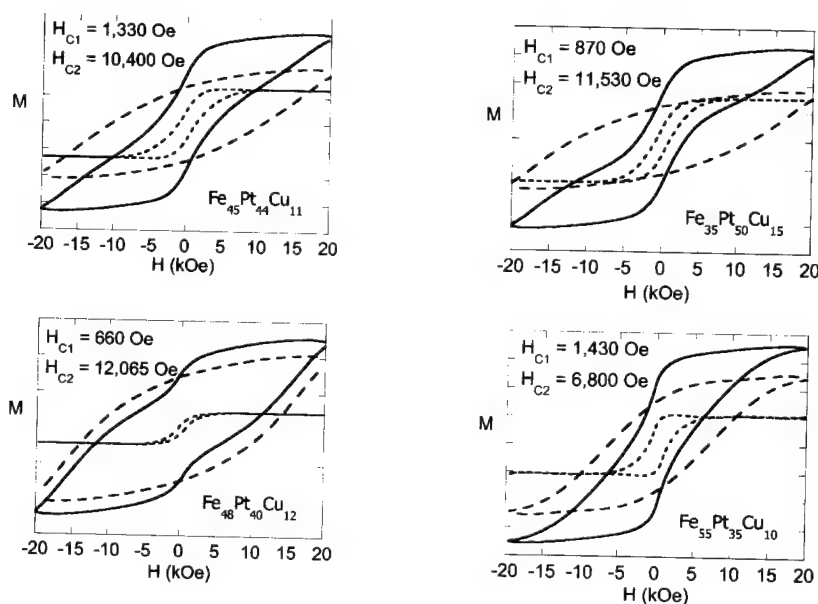 H_C1 = 1,330 Oe
H_C2 = 10,400 Oe
M
Fe45Pt44Cu11
-20 -15 -10 -5 0 5 10 15 20
H (kOe)
H_C1 = 870 Oe
H_C2 = 11,530 Oe
M
Fe35Pt50Cu15
-20 -15 -10 -5 0 5 10 15 20
H (kOe)
H_C1 = 660 Oe
H_C2 = 12,065 Oe
M
Fe48Pt40Cu12
-20 -15 -10 -5 0 5 10 15 20
H (kOe)
H_C1 = 1,430 Oe
H_C2 = 6,800 Oe
M
Fe55Pt35Cu10
-20 -15 -10 -5 0 5 10 15 20
H (kOe)